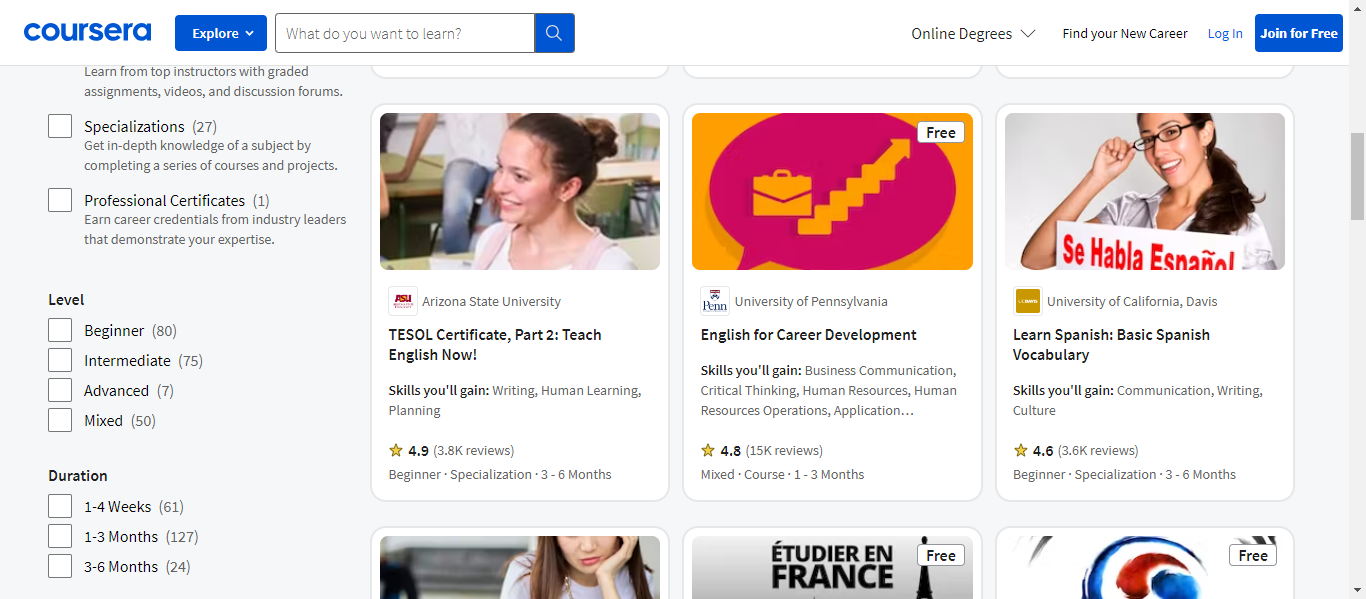 coursera
Explore
What do you want to learn?
Online Degrees
Find your New Career
Log In
Join for Free
Learn from top instructors with graded
assignments, videos, and discussion forums.
Specializations (27)
Get in-depth knowledge of a subject by
completing a series of courses and projects.
Professional Certificates (1)
Earn career credentials from industry leaders
that demonstrate your expertise.
Level
Beginner (80)
Intermediate (75)
Advanced (7)
Mixed (50)
Duration
1-4 Weeks (61)
1-3 Months (127)
3-6 Months (24)
ASU
Arizona State University
TESOL Certificate, Part 2: Teach
English Now!
Skills you'll gain: Writing, Human Learning,
Planning
4.9 (3.8K reviews)
Beginner · Specialization · 3 - 6 Months
Free
Penn
University of Pennsylvania
English for Career Development
Skills you'll gain: Business Communication,
Critical Thinking, Human Resources, Human
Resources Operations, Application…
4.8 (15K reviews)
Mixed · Course · 1 - 3 Months
Se Habla Español
UC DAVIS
University of California, Davis
Learn Spanish: Basic Spanish
Vocabulary
Skills you'll gain: Communication, Writing,
Culture
4.6 (3.6K reviews)
Beginner · Specialization · 3 - 6 Months
ÉTUDIER EN
FRANCE
Free
Free